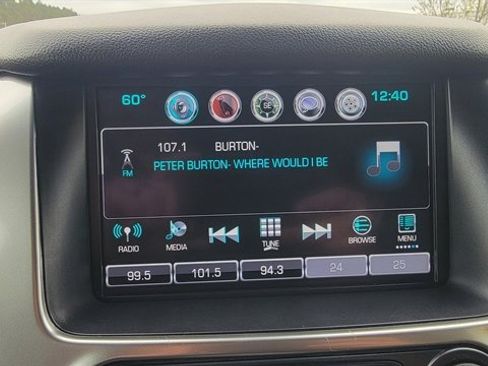 60° SE 12:40
107.1 BURTON-
FM PETER BURTON- WHERE WOULD I BE
RADIO MEDIA TUNE BROWSE MENU
99.5 101.5 94.3 24 25